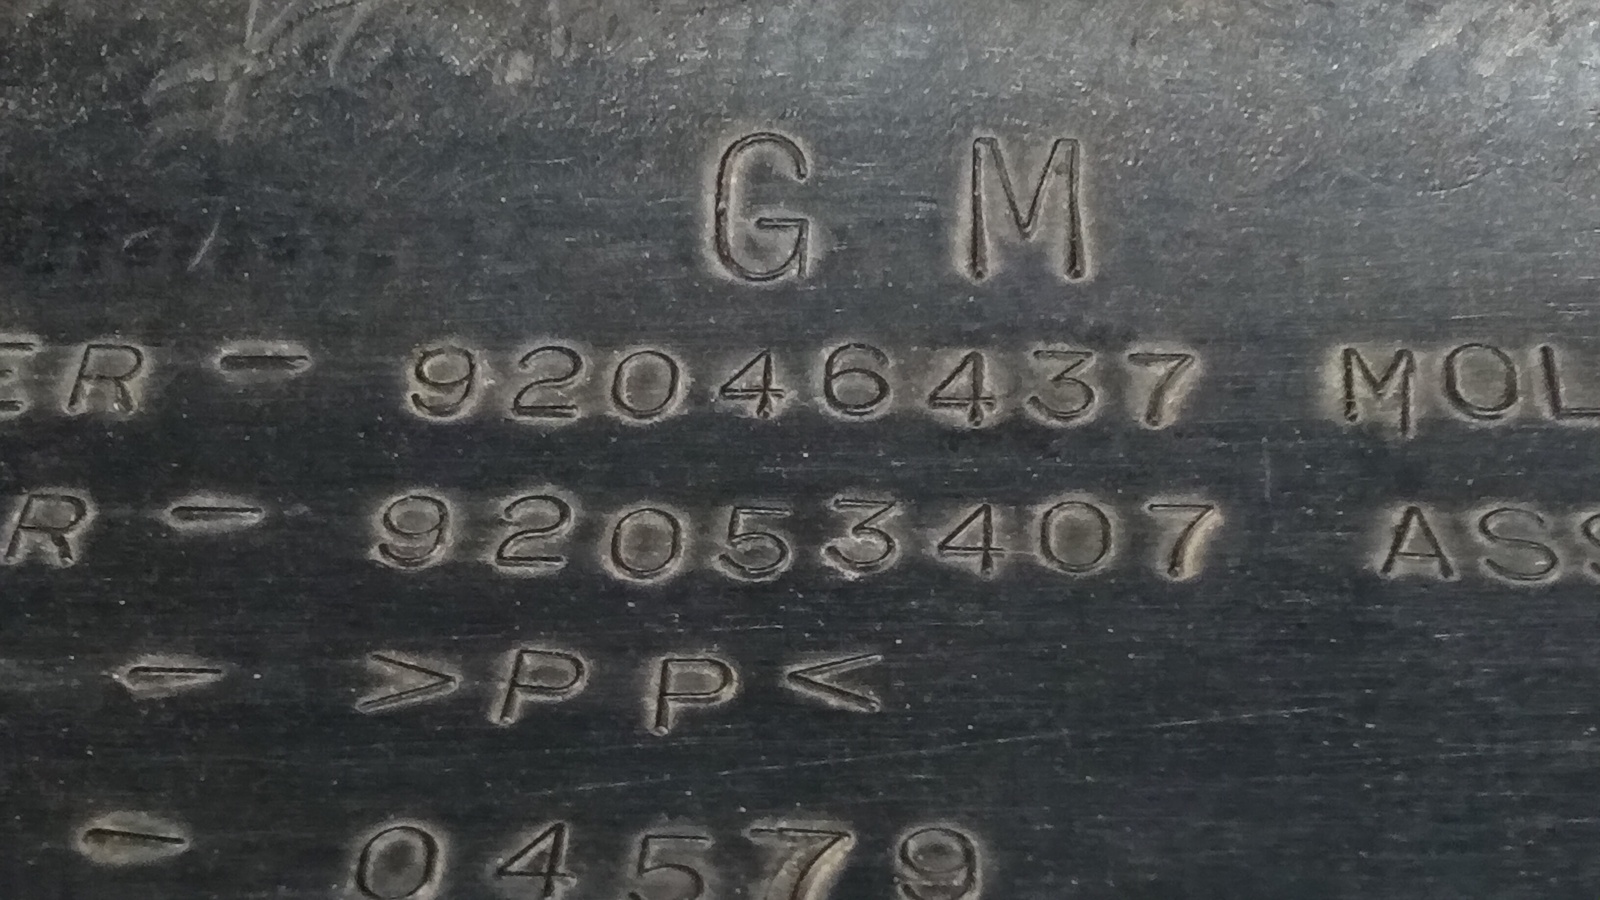 G M
ER - 92046437 MOL
R - 92053407 ASS
- >PP<
- 04579